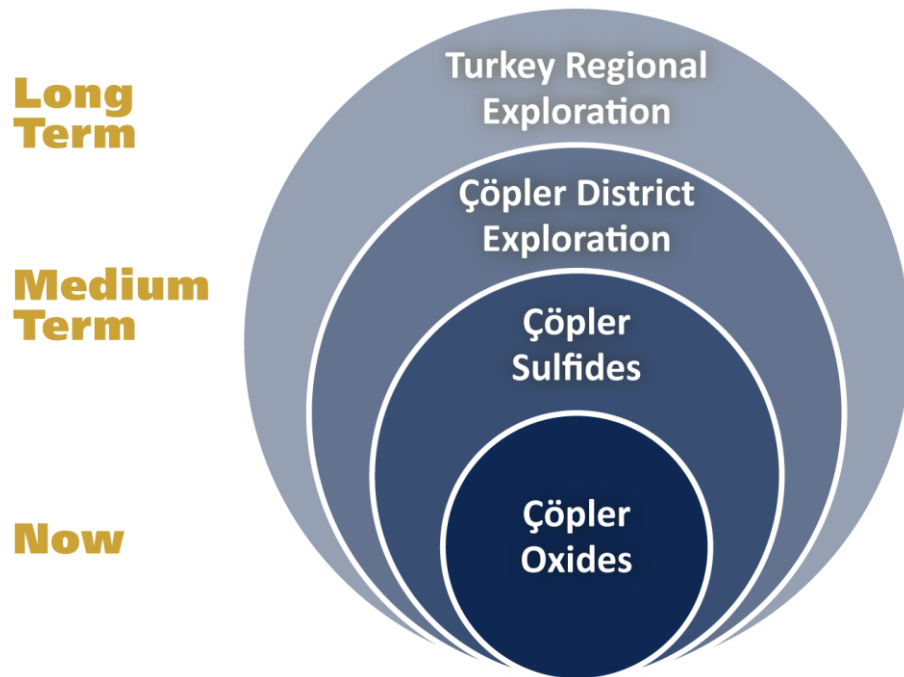 Long
Term
Turkey Regional
Exploration
Çöpler District
Exploration
Medium
Term
Çöpler
Sulfides
Now
Çöpler
Oxides